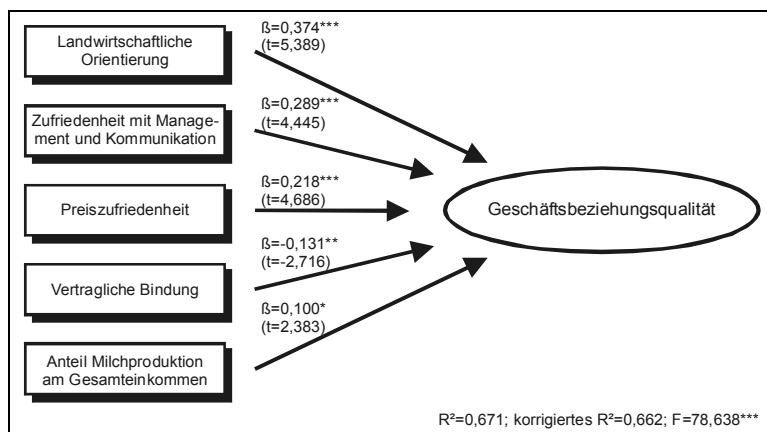 ß=0,374***
(t=5,389)
Landwirtschaftliche
Orientierung
ß=0,289***
(t=4,445)
Zufriedenheit mit Manage-
ment und Kommunikation
ß=0,218***
(t=4,686)
Preiszufriedenheit
Geschäftsbeziehungsqualität
ß=-0,131**
(t=-2,716)
Vertragliche Bindung
ß=0,100*
(t=2,383)
Anteil Milchproduktion
am Gesamteinkommen
R²=0,671; korrigiertes R²=0,662; F=78,638***